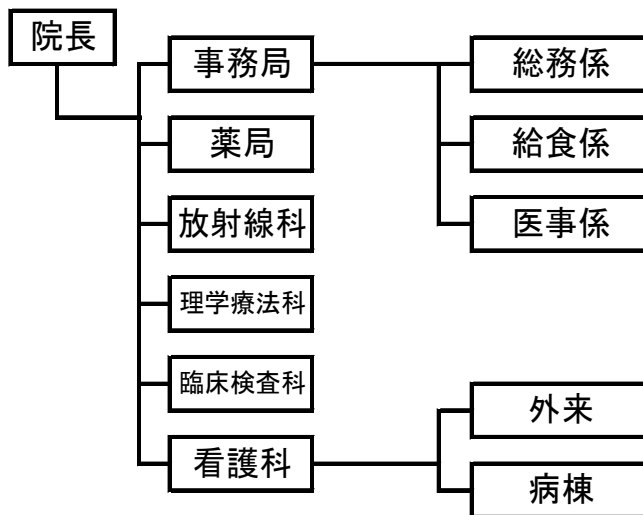 院長
事務局
総務係
薬局
給食係
放射線科
医事係
理学療法科
臨床検査科
外来
看護科
病棟